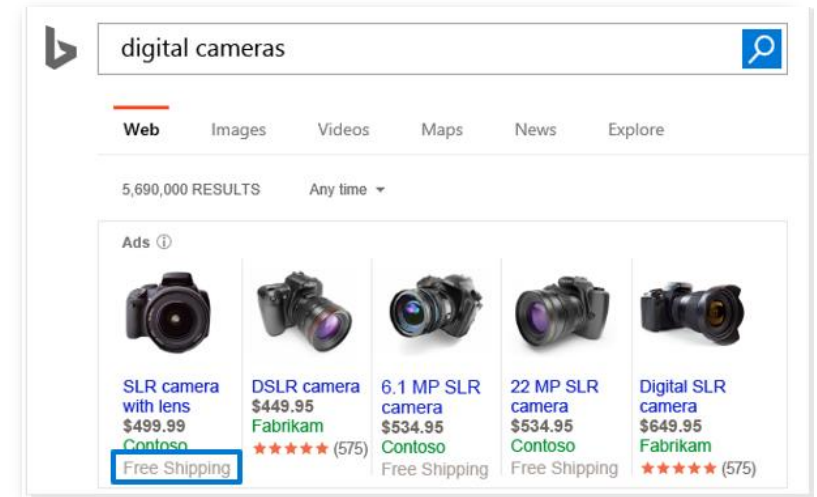 digital cameras
Web Images Videos Maps News Explore
5,690,000 RESULTS Any time
Ads
SLR camera
with lens
$499.99
Contoso
Free Shipping
DSLR camera
$449.95
Fabrikam
(575)
6.1 MP SLR
camera
$534.95
Contoso
Free Shipping
22 MP SLR
camera
$534.95
Contoso
Free Shipping
Digital SLR
camera
$649.95
Fabrikam
(575)